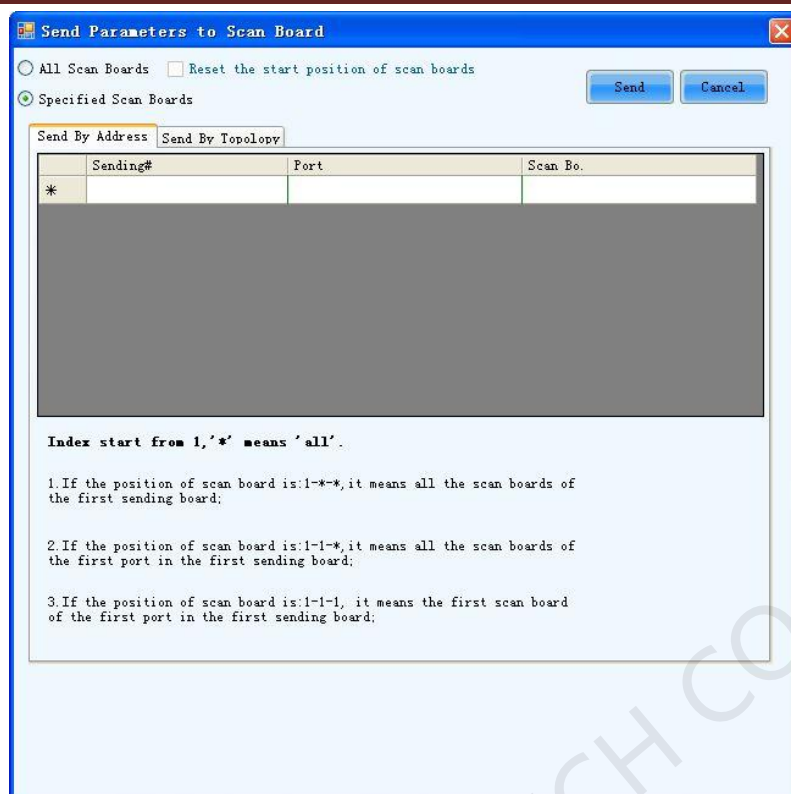 Send Parameters to Scan Board
All Scan Boards Reset the start position of scan boards
Specified Scan Boards
Send Cancel
Send By Address Send By Topolopy
Sending# Port Scan Bo.
*
Index start from 1,'*' means 'all'.
1.If the position of scan board is:1-*-*,it means all the scan boards of
the first sending board;
2.If the position of scan board is:1-1-*,it means all the scan boards of
the first port in the first sending board;
3.If the position of scan board is:1-1-1, it means the first scan board
of the first port in the first sending board;
CH CO